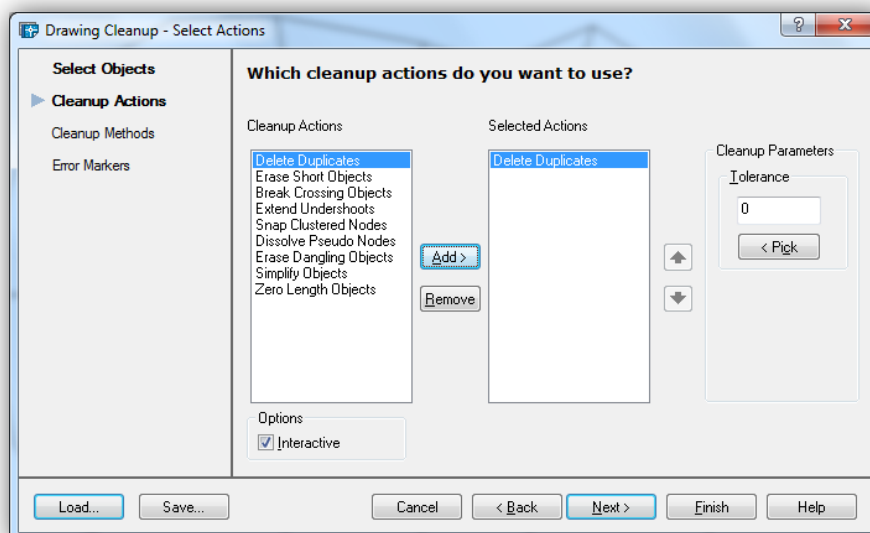 Drawing Cleanup - Select Actions
?
X
Select Objects
Cleanup Actions
Cleanup Methods
Error Markers
Which cleanup actions do you want to use?
Cleanup Actions
Delete Duplicates
Erase Short Objects
Break Crossing Objects
Extend Undershoots
Snap Clustered Nodes
Dissolve Pseudo Nodes
Erase Dangling Objects
Simplify Objects
Zero Length Objects
Add >
Remove
Selected Actions
Delete Duplicates
Cleanup Parameters
Tolerance
0
< Pick
Options
Interactive
Load...
Save...
Cancel
< Back
Next >
Finish
Help